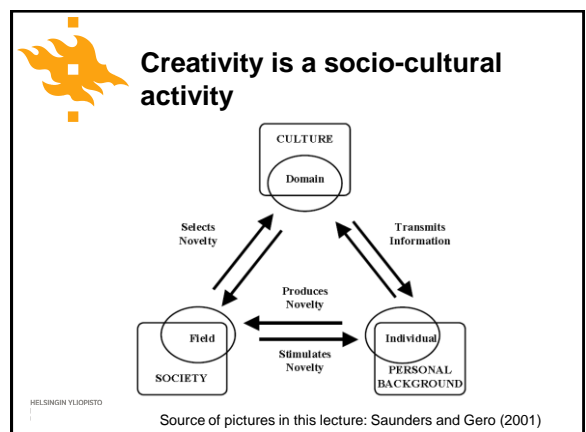 Creativity is a socio-cultural
activity
CULTURE
Domain
Selects
Novelty
Transmits
Information
Produces
Novelty
Field
Individual
Stimulates
Novelty
SOCIETY
PERSONAL
BACKGROUND
HELSINGIN YLIOPISTO
Source of pictures in this lecture: Saunders and Gero (2001)